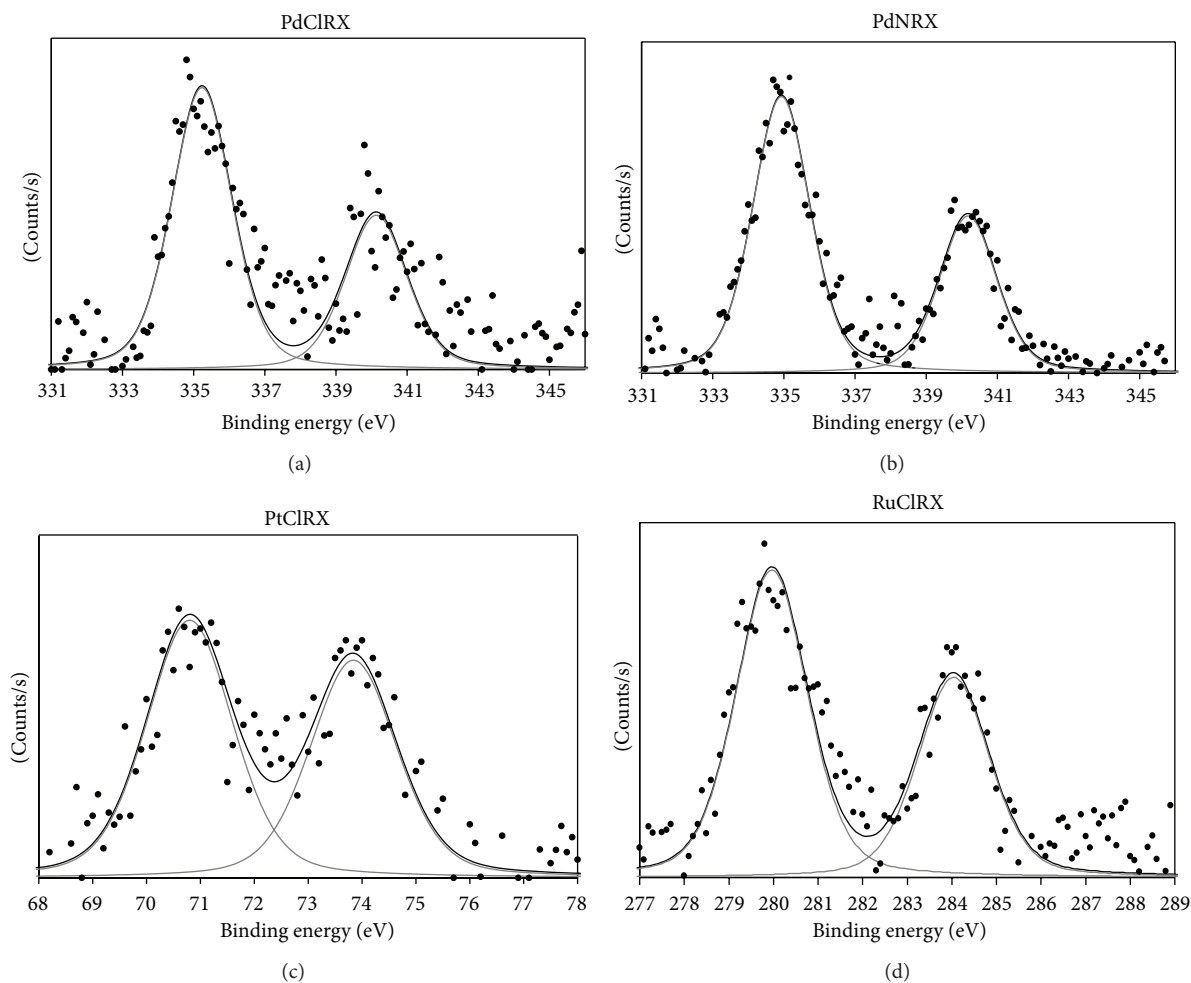 PdClRX
(Counts/s)
331 333 335 337 339 341 343 345
Binding energy (eV)
(a)
PdNRX
(Counts/s)
331 333 335 337 339 341 343 345
Binding energy (eV)
(b)
PtClRX
(Counts/s)
68 69 70 71 72 73 74 75 76 77 78
Binding energy (eV)
(c)
RuClRX
(Counts/s)
277 278 279 280 281 282 283 284 285 286 287 288 289
Binding energy (eV)
(d)